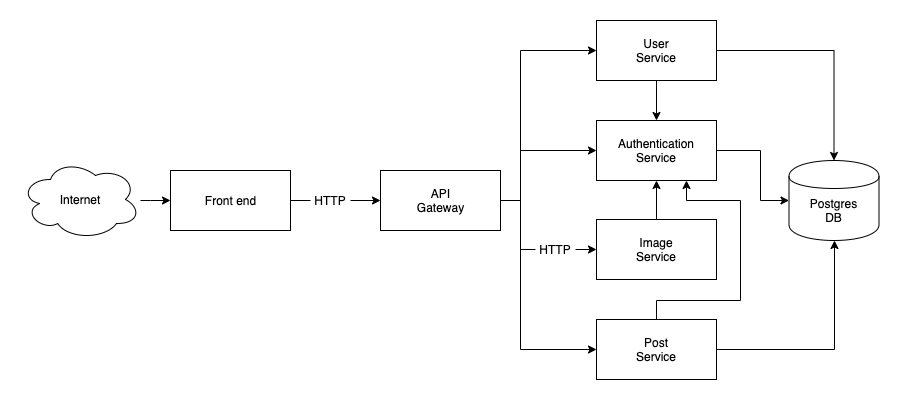 User
Service
Authentication
Service
Internet
Front end
HTTP
API
Gateway
Postgres
DB
HTTP
Image
Service
Post
Service